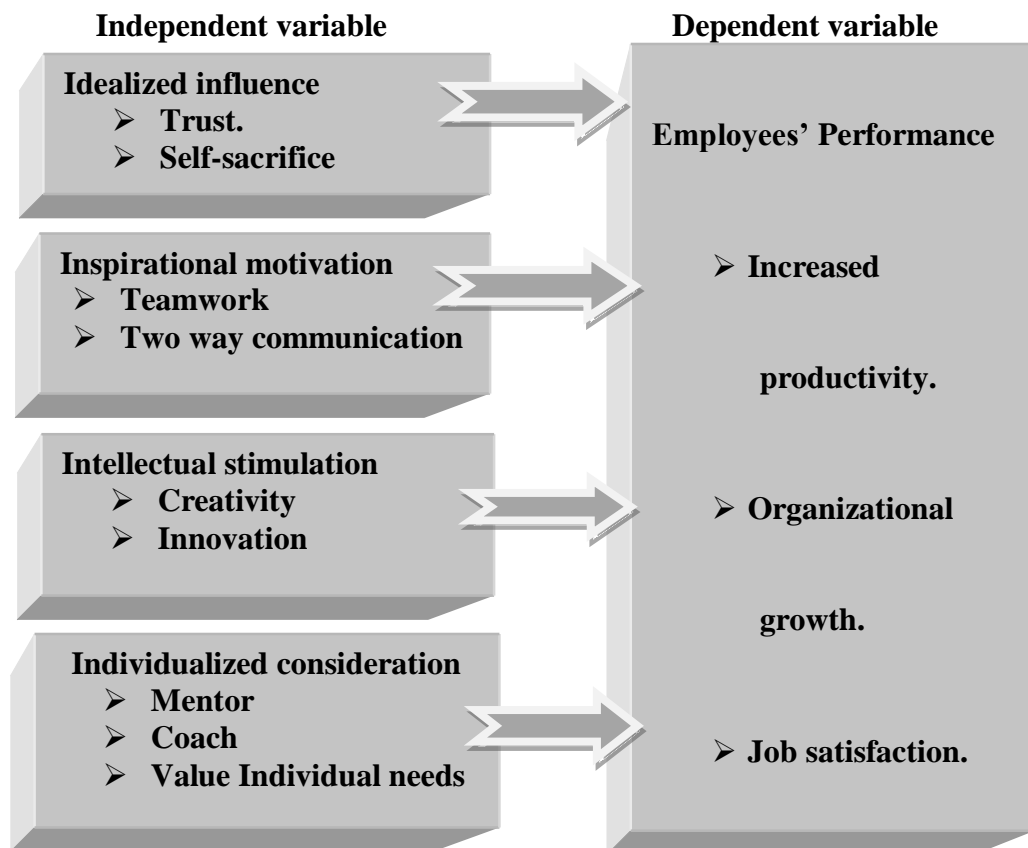 Independent variable
Idealized influence
➢ Trust.
➢ Self-sacrifice
Inspirational motivation
➢ Teamwork
➢ Two way communication
Intellectual stimulation
➢ Creativity
➢ Innovation
Individualized consideration
➢ Mentor
➢ Coach
➢ Value Individual needs
Dependent variable
Employees’ Performance
➢ Increased
productivity.
➢ Organizational
growth.
➢ Job satisfaction.